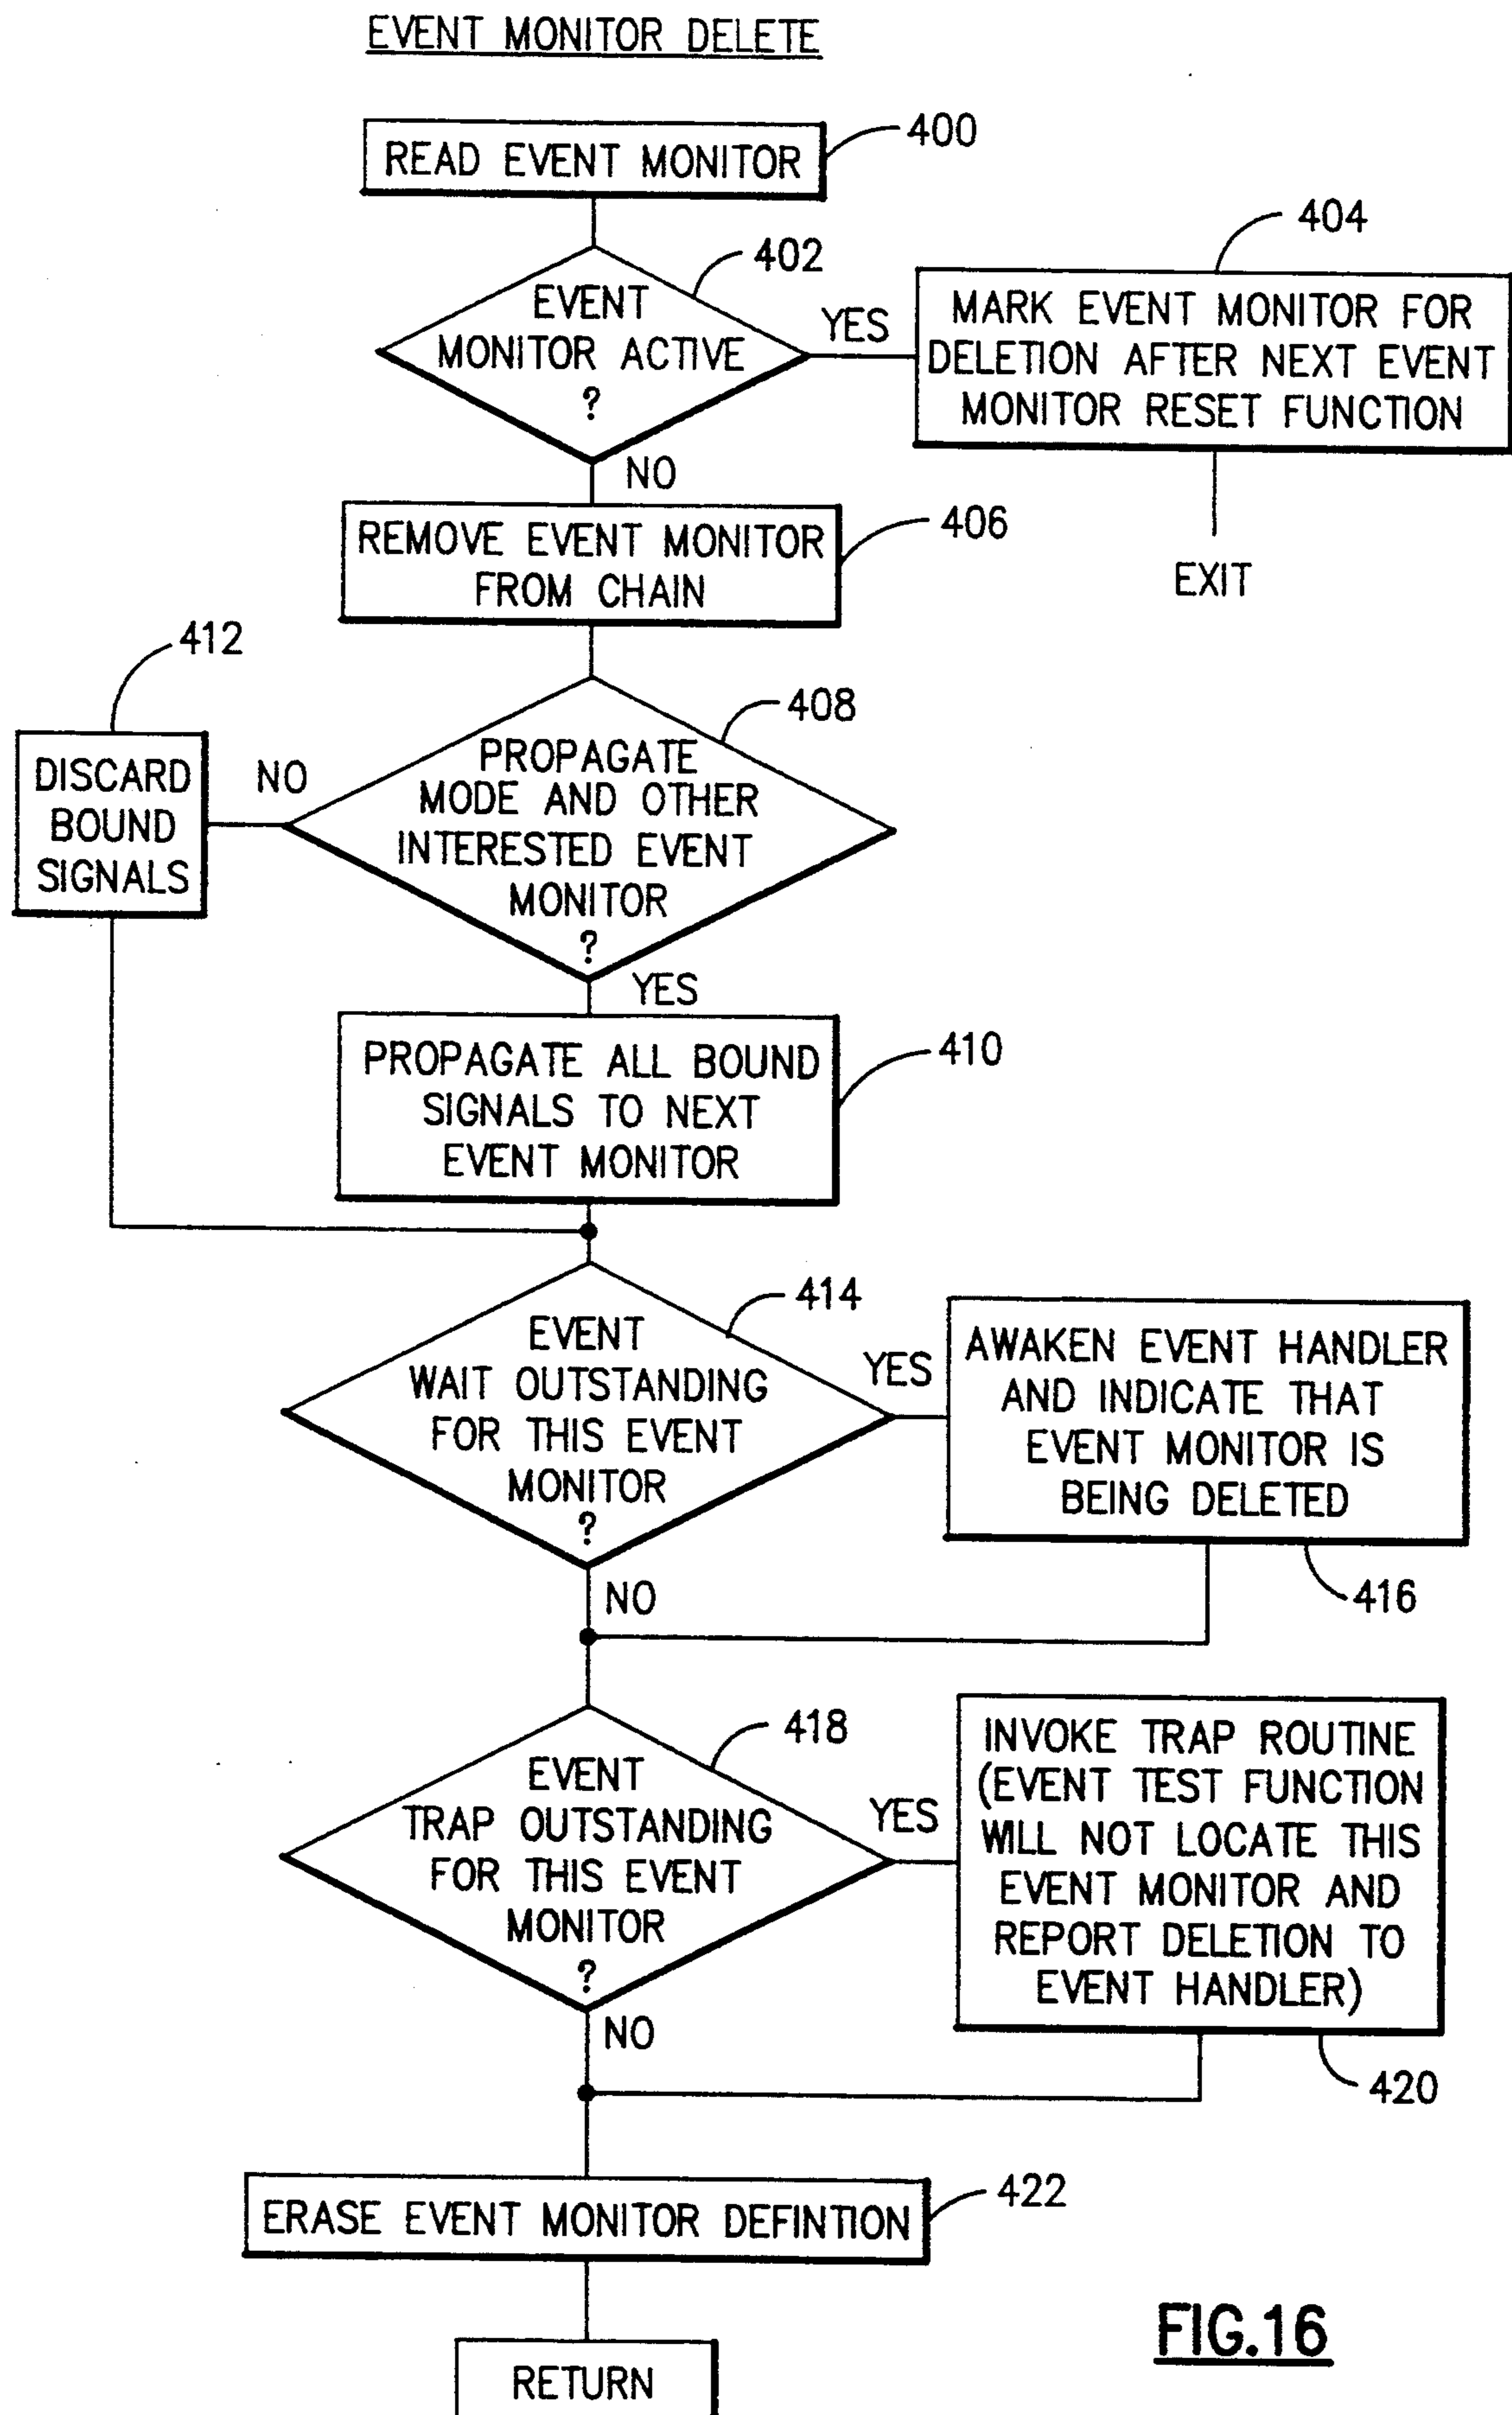 EVENT MONITOR DELETE
400
READ EVENT MONITOR
404
402
EVENT
MONITOR ACTIVE
?
YES
MARK EVENT MONITOR FOR
DELETION AFTER NEXT EVENT
MONITOR RESET FUNCTION
NO
EXIT
406
REMOVE EVENT MONITOR
FROM CHAIN
412
408
DISCARD
BOUND
SIGNALS
NO
PROPAGATE
MODE AND OTHER
INTERESTED EVENT
MONITOR
?
YES
410
PROPAGATE ALL BOUND
SIGNALS TO NEXT
EVENT MONITOR
414
EVENT
WAIT OUTSTANDING
FOR THIS EVENT
MONITOR
?
YES
AWAKEN EVENT HANDLER
AND INDICATE THAT
EVENT MONITOR IS
BEING DELETED
416
NO
418
EVENT
TRAP OUTSTANDING
FOR THIS EVENT
MONITOR
?
YES
INVOKE TRAP ROUTINE
(EVENT TEST FUNCTION
WILL NOT LOCATE THIS
EVENT MONITOR AND
REPORT DELETION TO
EVENT HANDLER)
420
NO
422
ERASE EVENT MONITOR DEFINTION
RETURN
FIG.16